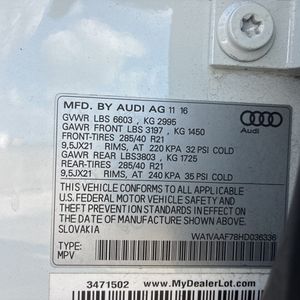 MFD. BY AUDI AG 11 16
GVWR LBS 6603 , KG 2995
GAWR FRONT LBS 3197 , KG 1450
FRONT-TIRES 285/40 R21
9,5JX21 RIMS, AT 220 KPA 32 PSI COLD
GAWR REAR LBS3803 , KG 1725
REAR-TIRES 285/40 R21
9,5JX21 RIMS, AT 240 KPA 35 PSI COLD
Audi
THIS VEHICLE CONFORMS TO ALL APPLICABLE
U.S. FEDERAL MOTOR VEHICLE SAFETY AND
THEFT PREVENTION STANDARDS IN EFFECT ON
THE DATE OF MANUFACTURE SHOWN ABOVE.
SLOVAKIA WA1VAAF78HD036336
TYPE:
MPV
3471502 www.MyDealerLot.com